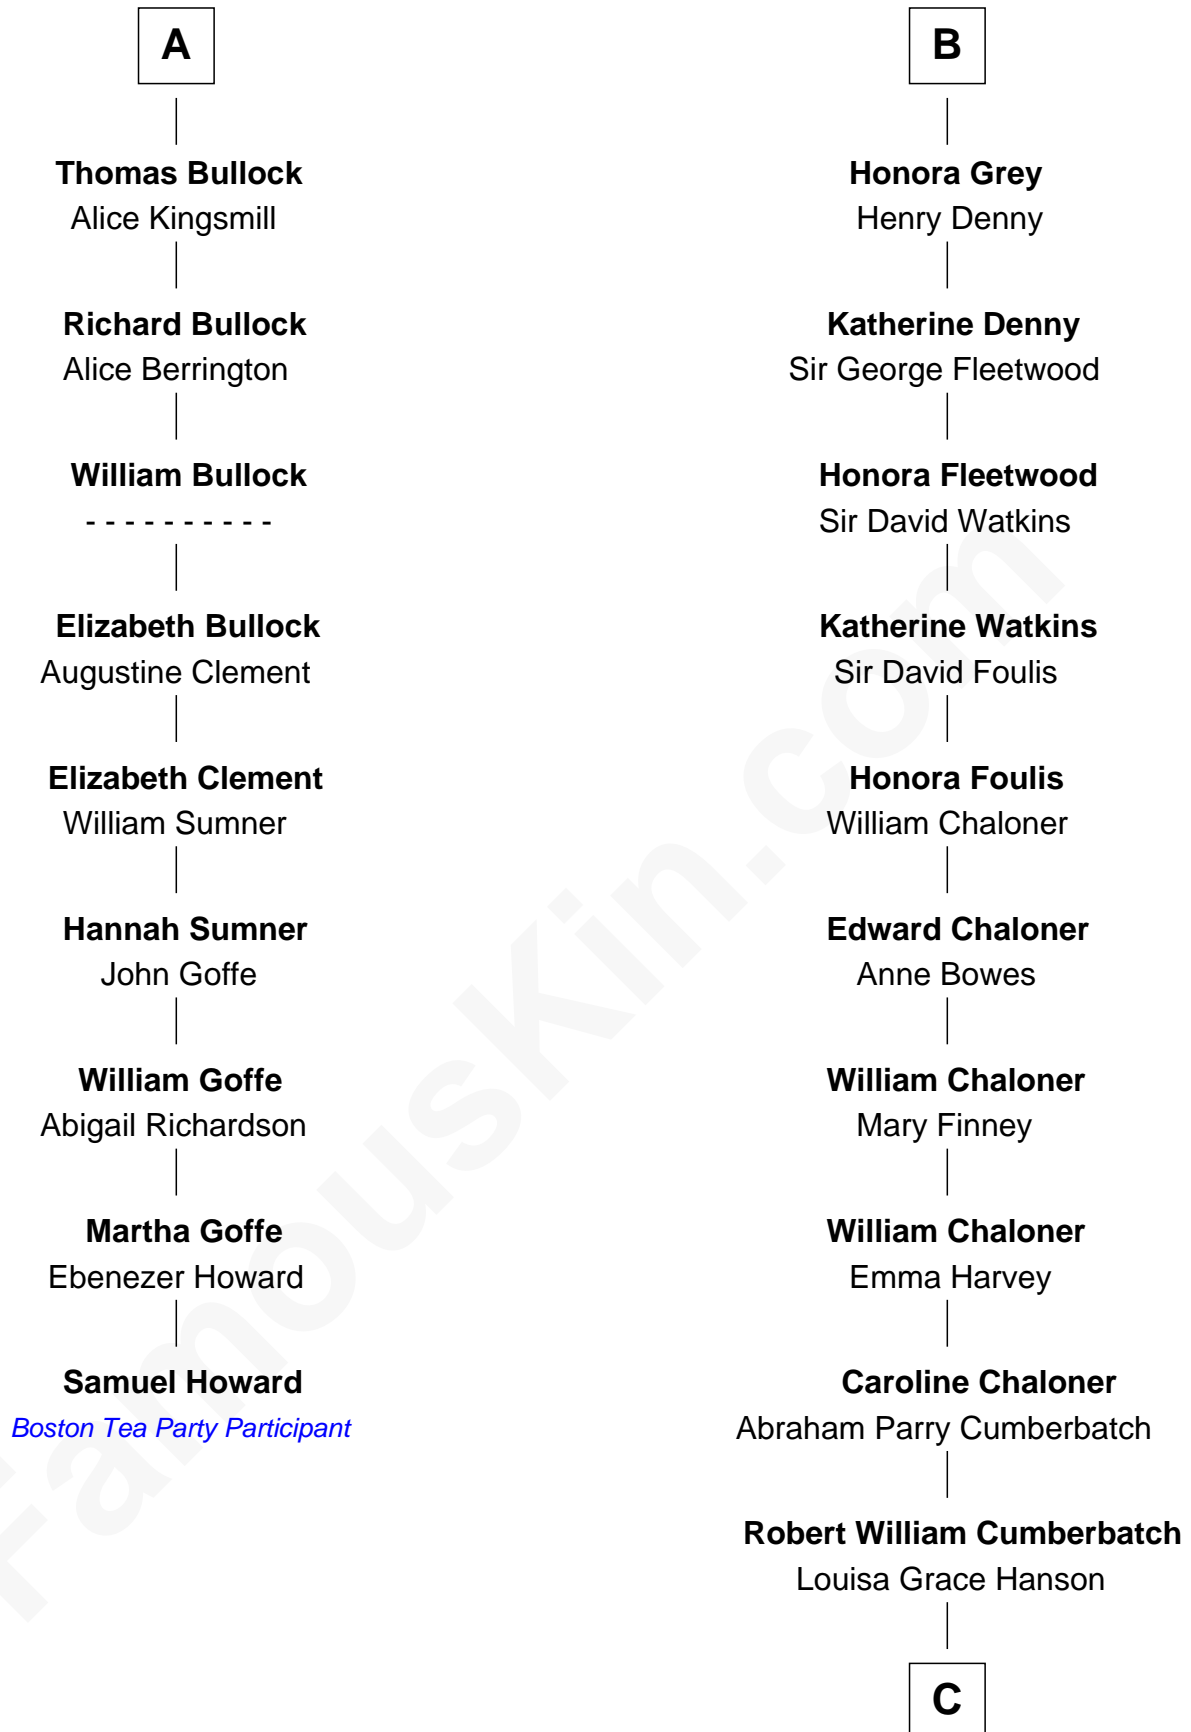 A
Thomas Bullock
Alice Kingsmill
Richard Bullock
Alice Berrington
William Bullock
- - - - - - - - - -
Elizabeth Bullock
Augustine Clement
Elizabeth Clement
William Sumner
Hannah Sumner
John Goffe
William Goffe
Abigail Richardson
Martha Goffe
Ebenezer Howard
Samuel Howard
Boston Tea Party Participant
B
Honora Grey
Henry Denny
Katherine Denny
Sir George Fleetwood
Honora Fleetwood
Sir David Watkins
Katherine Watkins
Sir David Foulis
Honora Foulis
William Chaloner
Edward Chaloner
Anne Bowes
William Chaloner
Mary Finney
William Chaloner
Emma Harvey
Caroline Chaloner
Abraham Parry Cumberbatch
Robert William Cumberbatch
Louisa Grace Hanson
C
FamousKin.com